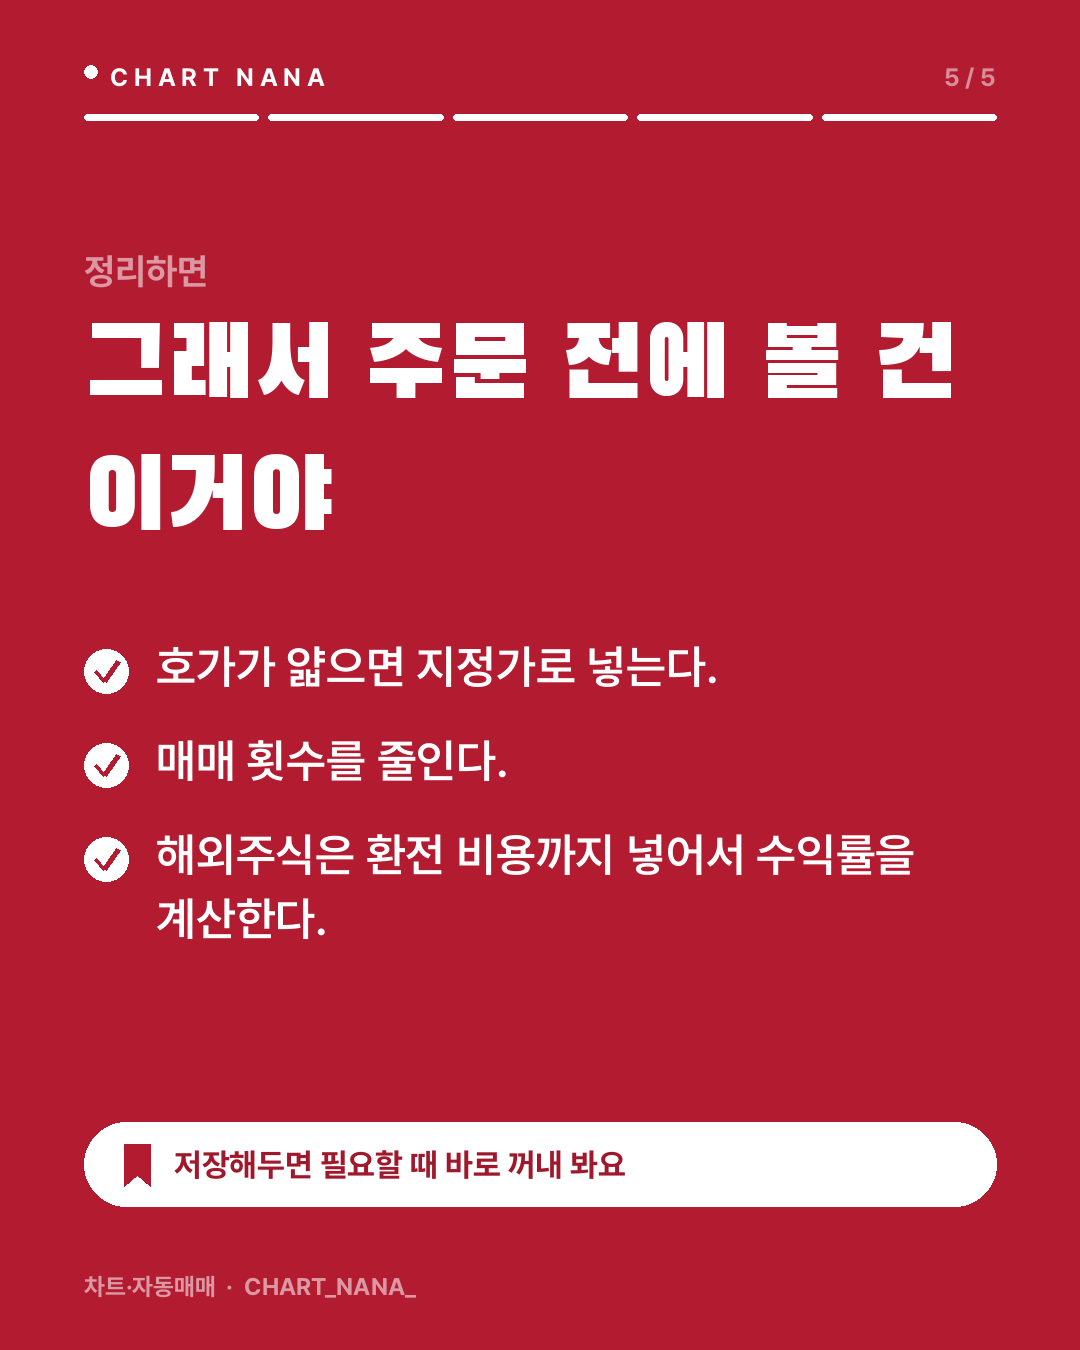 CHART NANA
5 / 5
정리하면
그래서 주문 전에 볼 건
이거야
호가가 얇으면 지정가로 넣는다.
매매 횟수를 줄인다.
해외주식은 환전 비용까지 넣어서 수익률을
계산한다.
저장해두면 필요할 때 바로 꺼내 봐요
차트·자동매매 · CHART_NANA_